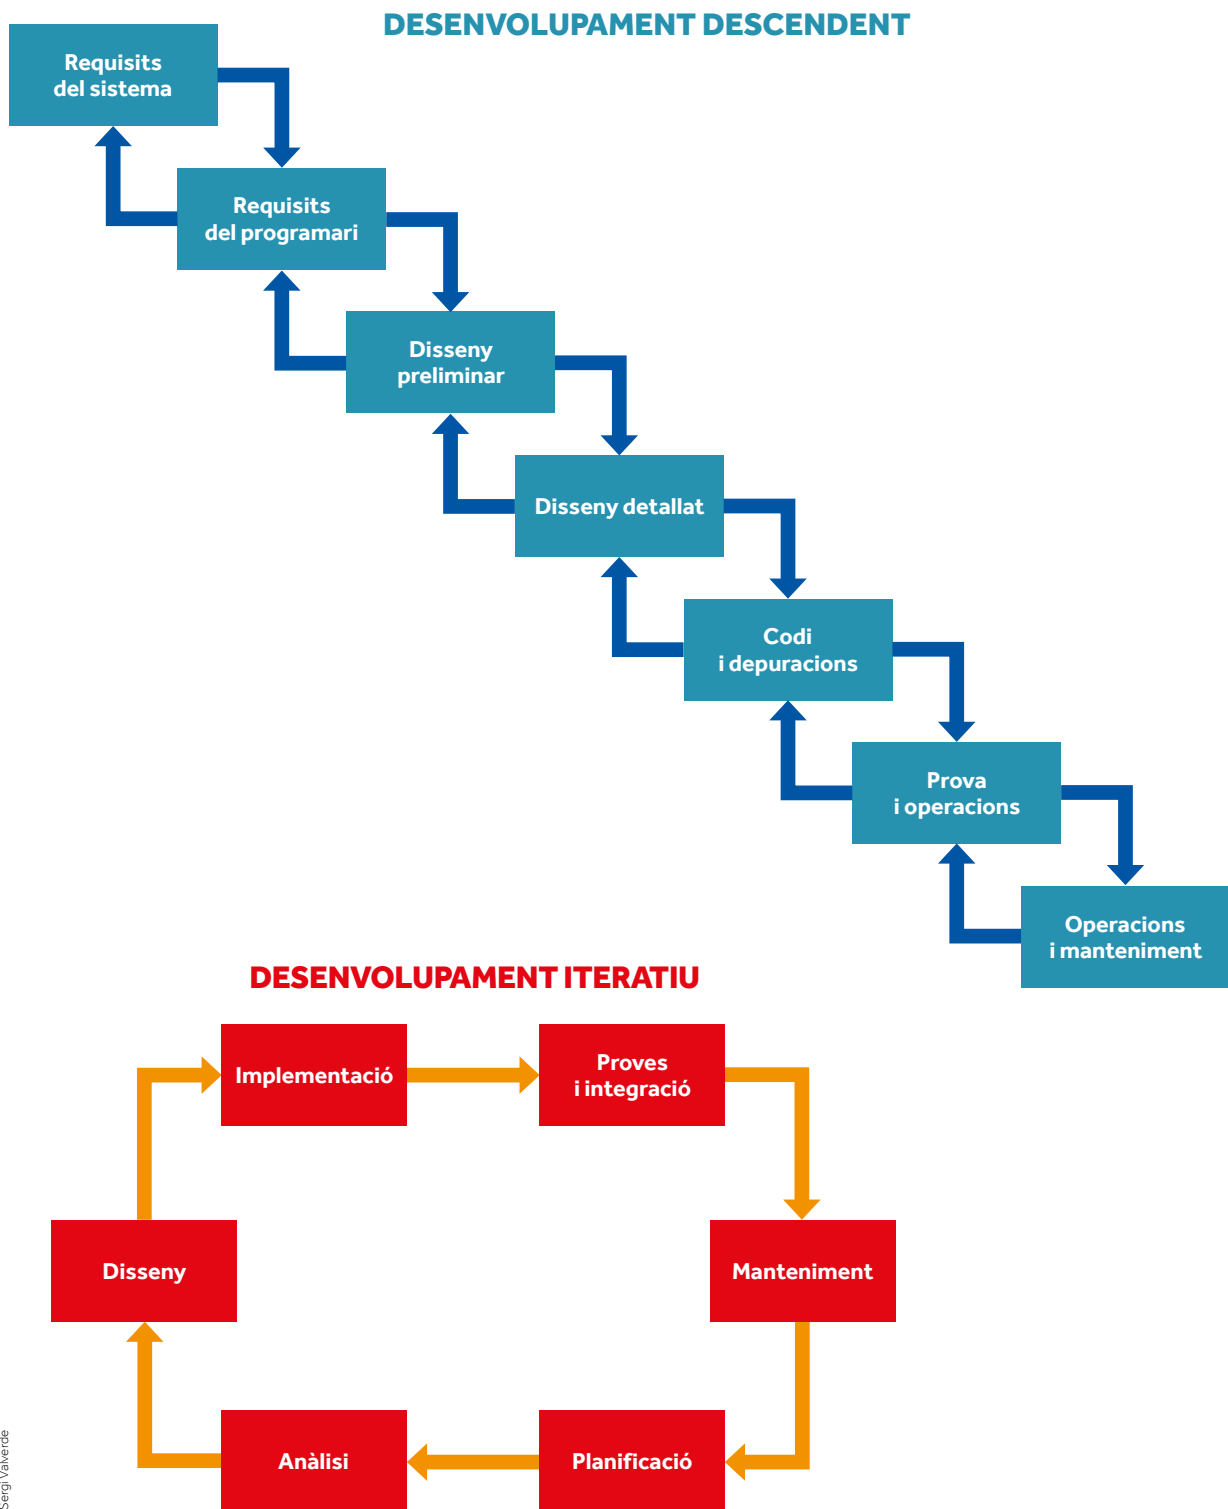 DESENVOLUPAMENT DESCENDENT
Requisits
del sistema
Requisits
del programari
Disseny
preliminar
Disseny detallat
Codi
i depuracions
Prova
i operacions
Operacions
i manteniment
DESENVOLUPAMENT ITERATIU
Implementació
Proves
i integració
Disseny
Manteniment
Anàlisi
Planificació
Sergi Valverde